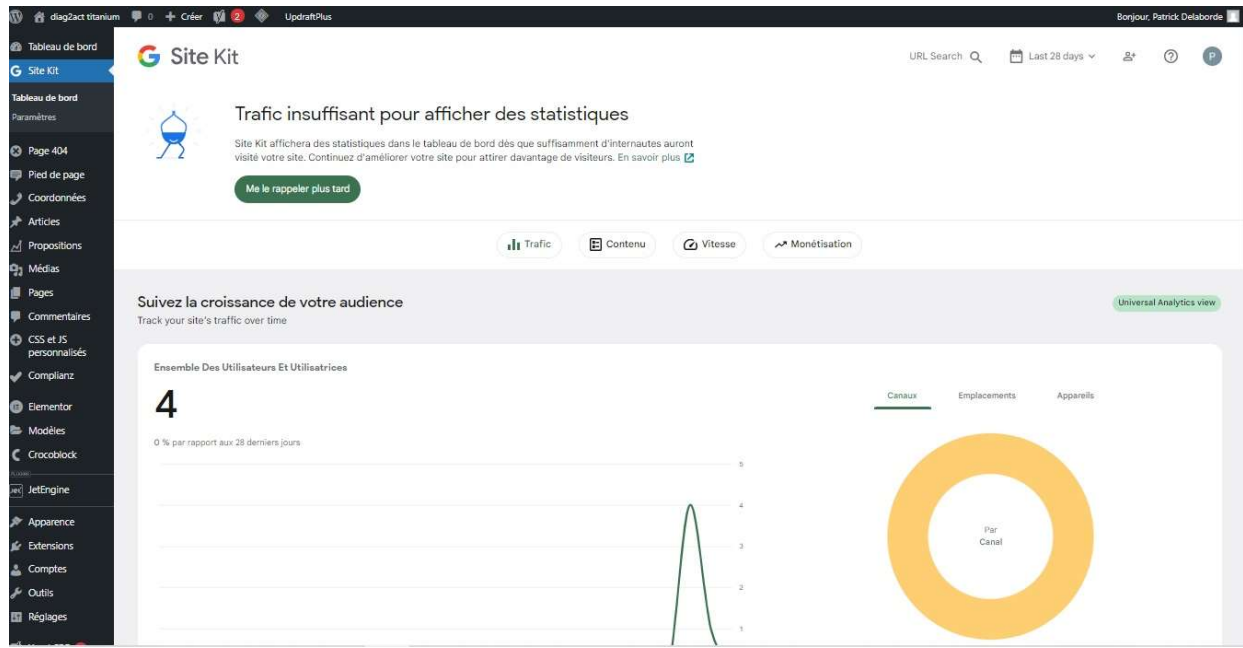 diag2act titanium 0 Créer 2 UpdraftPlus Bonjour, Patrick Delaborde
Tableau de bord
Site Kit
Tableau de bord
Paramètres
Page 404
Pied de page
Coordonnées
Articles
Propositions
Médias
Pages
Commentaires
CSS et JS
personnalisés
Complianz
Elementor
Modèles
Crocoblock
JetEngine
Apparence
Extensions
Comptes
Outils
Réglages
G Site Kit
URL Search Last 28 days P
Trafic insuffisant pour afficher des statistiques
Site Kit affichera des statistiques dans le tableau de bord dès que suffisamment d'internautes auront
visité votre site. Continuez d'améliorer votre site pour attirer davantage de visiteurs. En savoir plus
Me le rappeler plus tard
Trafic Contenu Vitesse Monétisation
Suivez la croissance de votre audience
Universal Analytics view
Track your site's traffic over time
Ensemble Des Utilisateurs Et Utilisatrices
4
0 % par rapport aux 28 derniers jours
5
4
3
2
1
Canaux Emplacements Appareils
Par
Canal